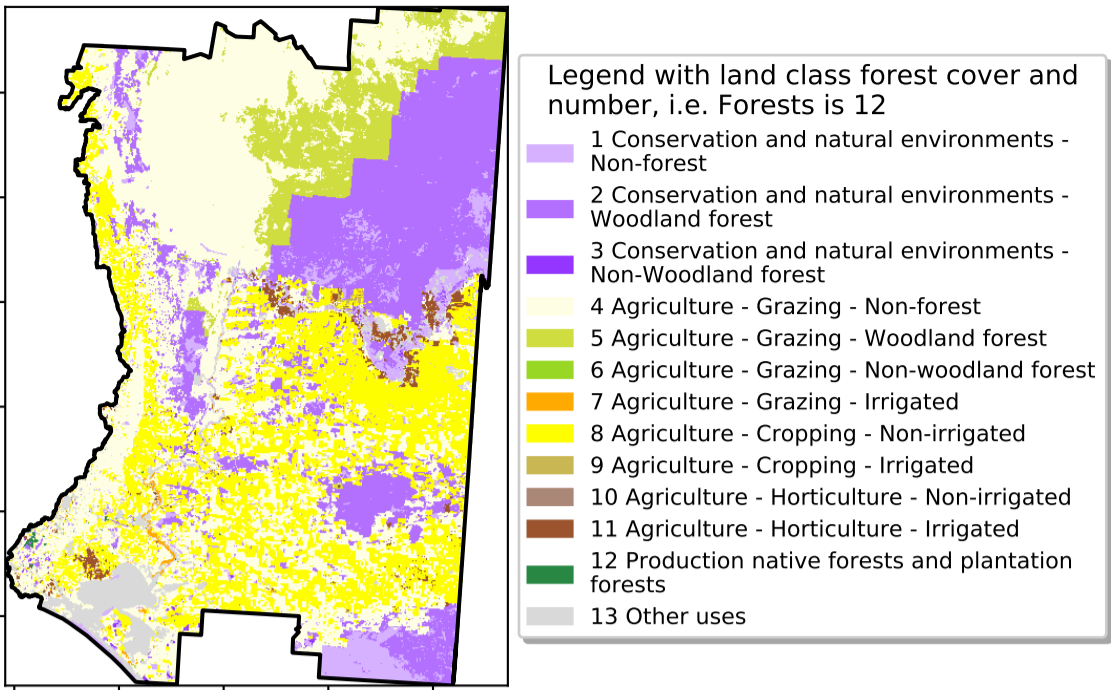 Legend with land class forest cover and
number, i.e. Forests is 12
1 Conservation and natural environments -
Non-forest
2 Conservation and natural environments -
Woodland forest
3 Conservation and natural environments -
Non-Woodland forest
4 Agriculture - Grazing - Non-forest
5 Agriculture - Grazing - Woodland forest
6 Agriculture - Grazing - Non-woodland forest
7 Agriculture - Grazing - Irrigated
8 Agriculture - Cropping - Non-irrigated
9 Agriculture - Cropping - Irrigated
10 Agriculture - Horticulture - Non-irrigated
11 Agriculture - Horticulture - Irrigated
12 Production native forests and plantation
forests
13 Other uses